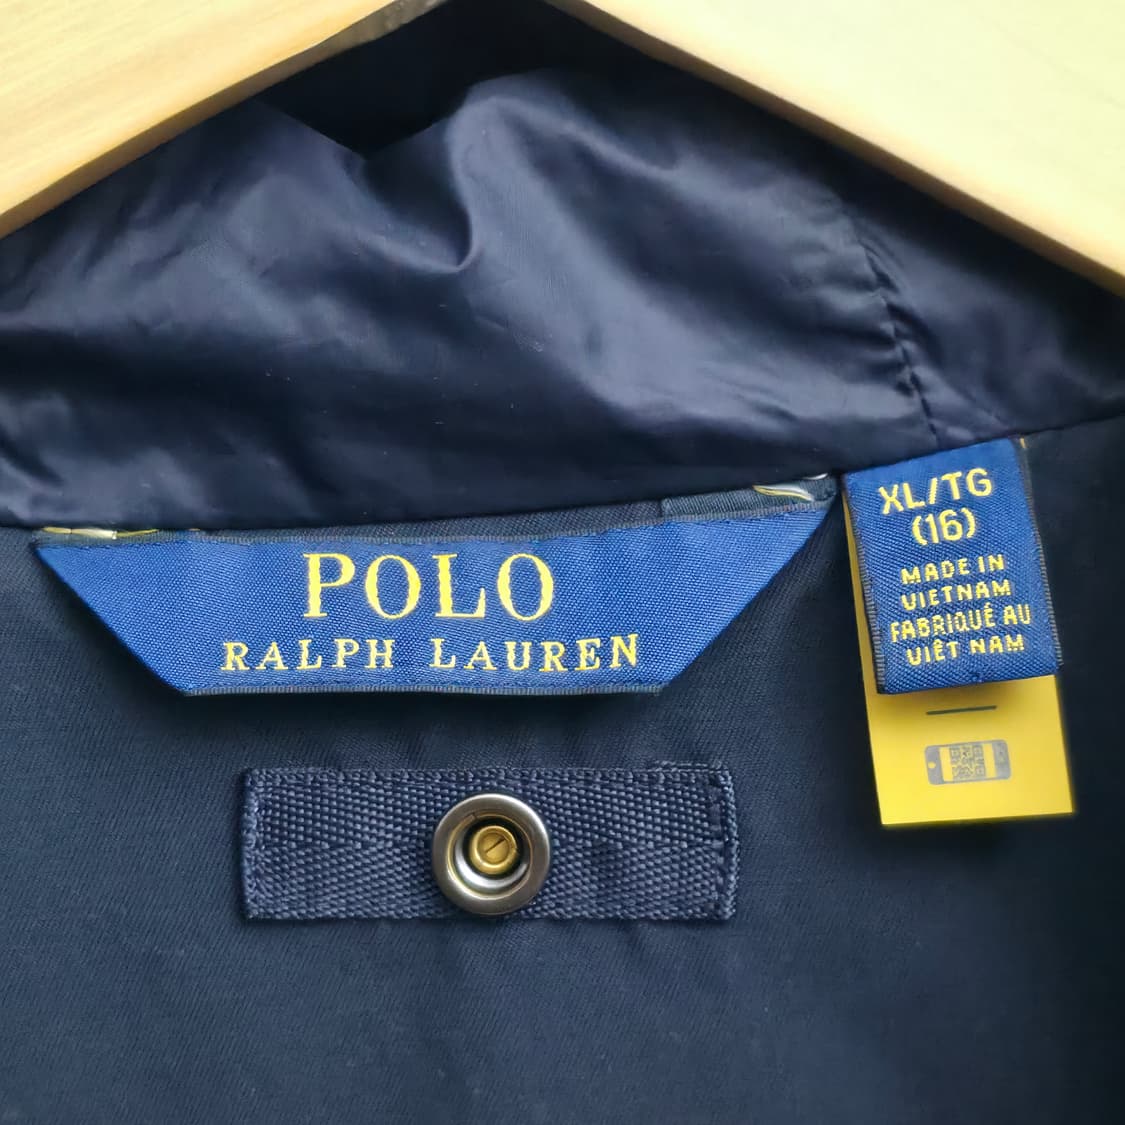 POLO
RALPH LAUREN
XL/TG
(16)
MADE IN
VIETNAM
FABRIQUÉ AU
VIÊT NAM